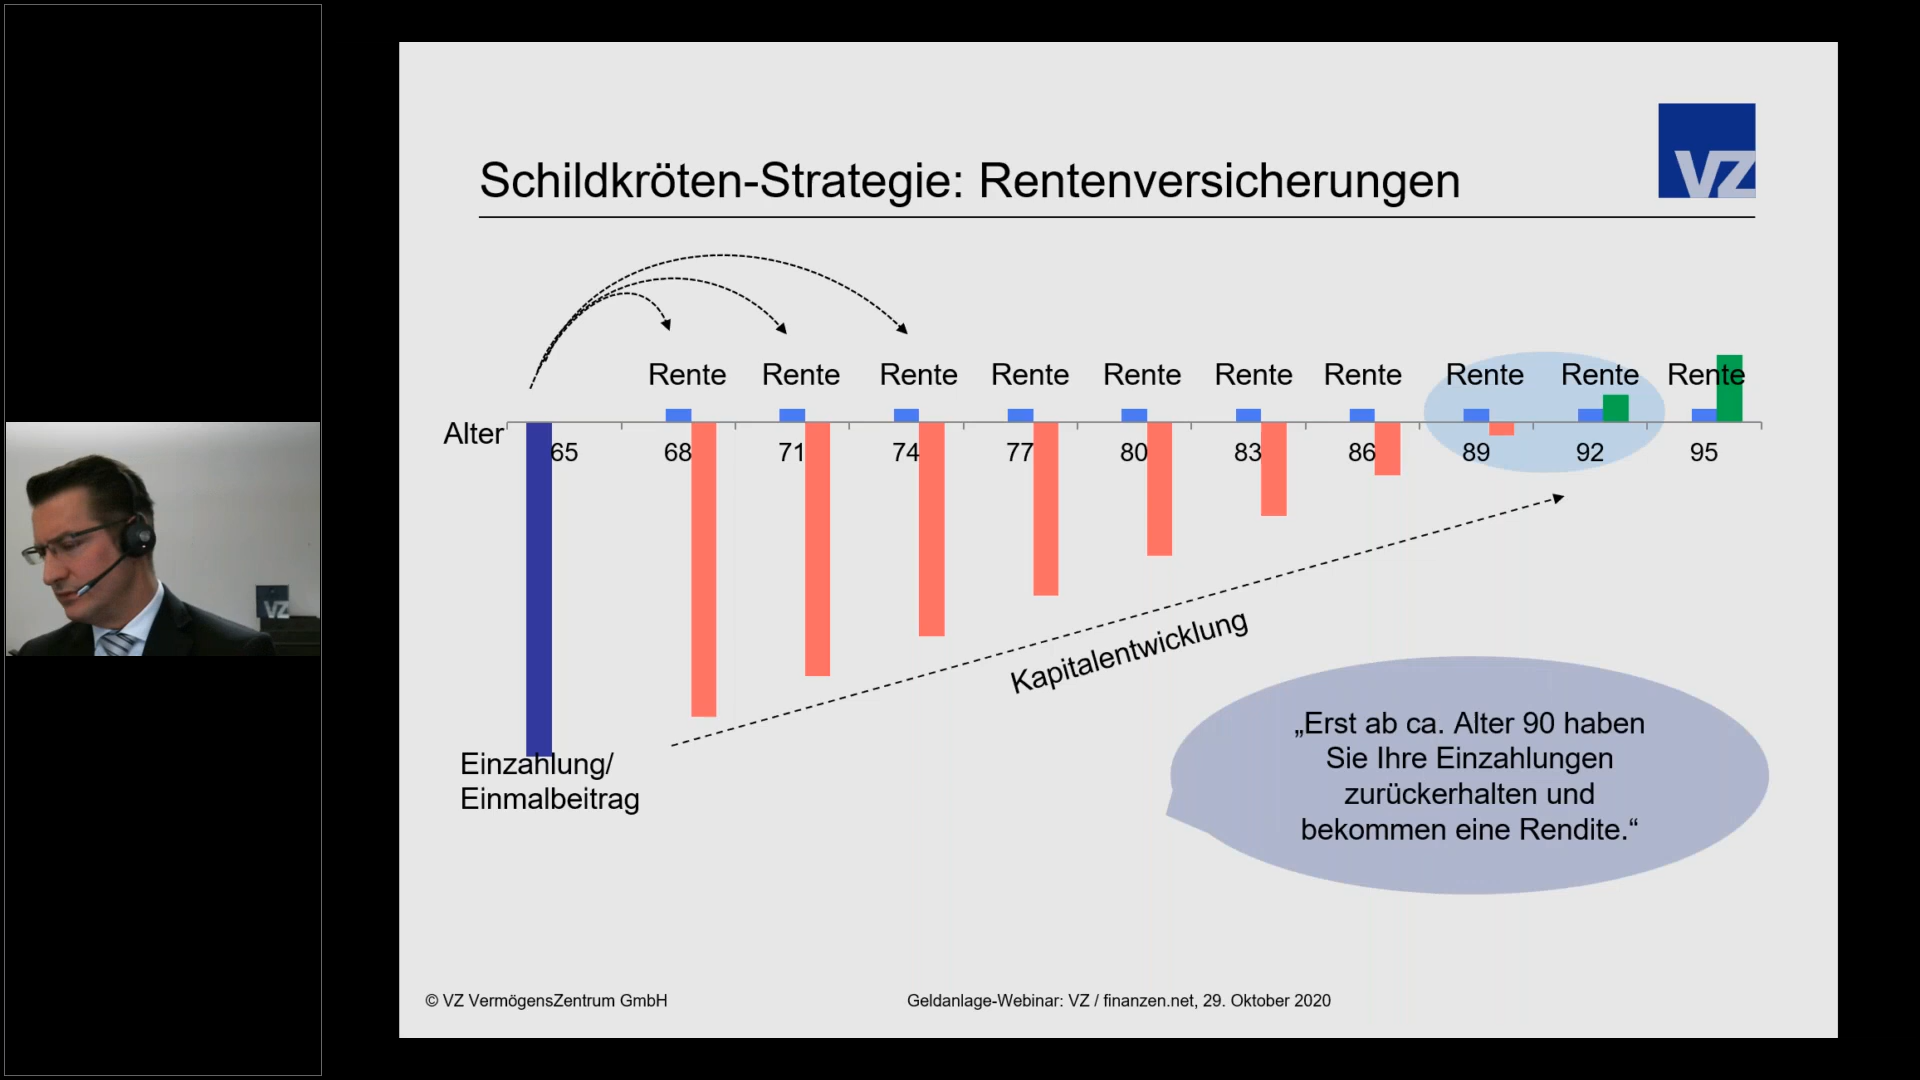 VZ
Schildkröten-Strategie: Rentenversicherungen
Rente Rente Rente Rente Rente Rente Rente Rente Rente Rente
Alter
65 68 71 74 77 80 83 86 89 92 95
Kapitalentwicklung
Einzahlung/
Einmalbeitrag
„Erst ab ca. Alter 90 haben
Sie Ihre Einzahlungen
zurückerhalten und
bekommen eine Rendite.“
VZ
© VZ VermögensZentrum GmbH
Geldanlage-Webinar: VZ / finanzen.net, 29. Oktober 2020